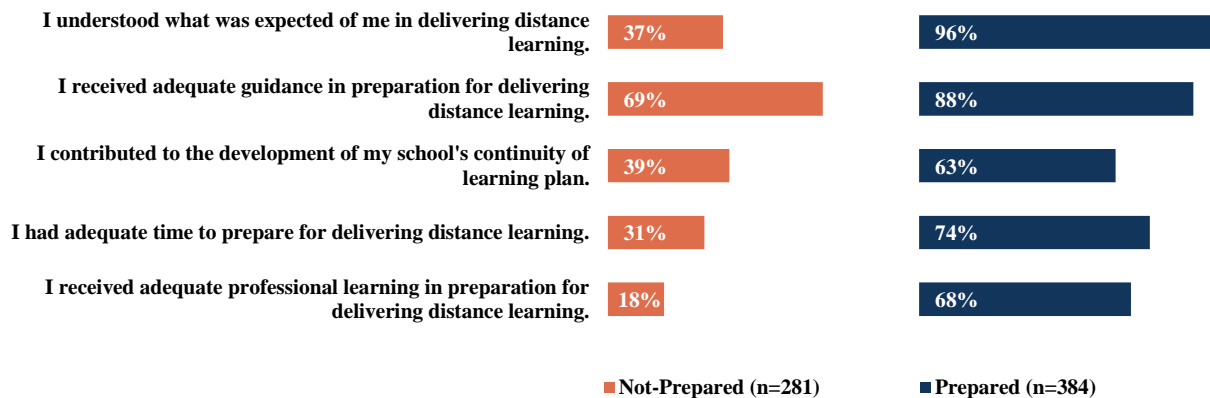 I understood what was expected of me in delivering distance
learning.
37%
96%
I received adequate guidance in preparation for delivering
distance learning.
69%
88%
I contributed to the development of my school's continuity of
learning plan.
39%
63%
I had adequate time to prepare for delivering distance learning.
31%
74%
I received adequate professional learning in preparation for
delivering distance learning.
18%
68%
Not-Prepared (n=281)
Prepared (n=384)